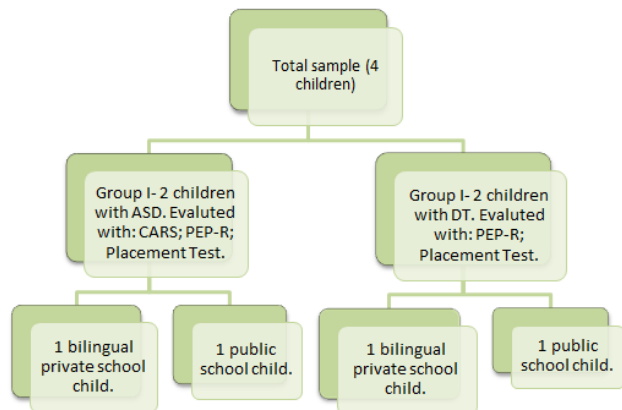 Total sample (4
children)
Group I- 2 children
with ASD. Evaluted
with: CARS; PEP-R;
Placement Test.
Group I- 2 children
with DT. Evaluted
with: PEP-R;
Placement Test.
1 bilingual
private school
child.
1 public
school child.
1 bilingual
private school
child.
1 public
school child.